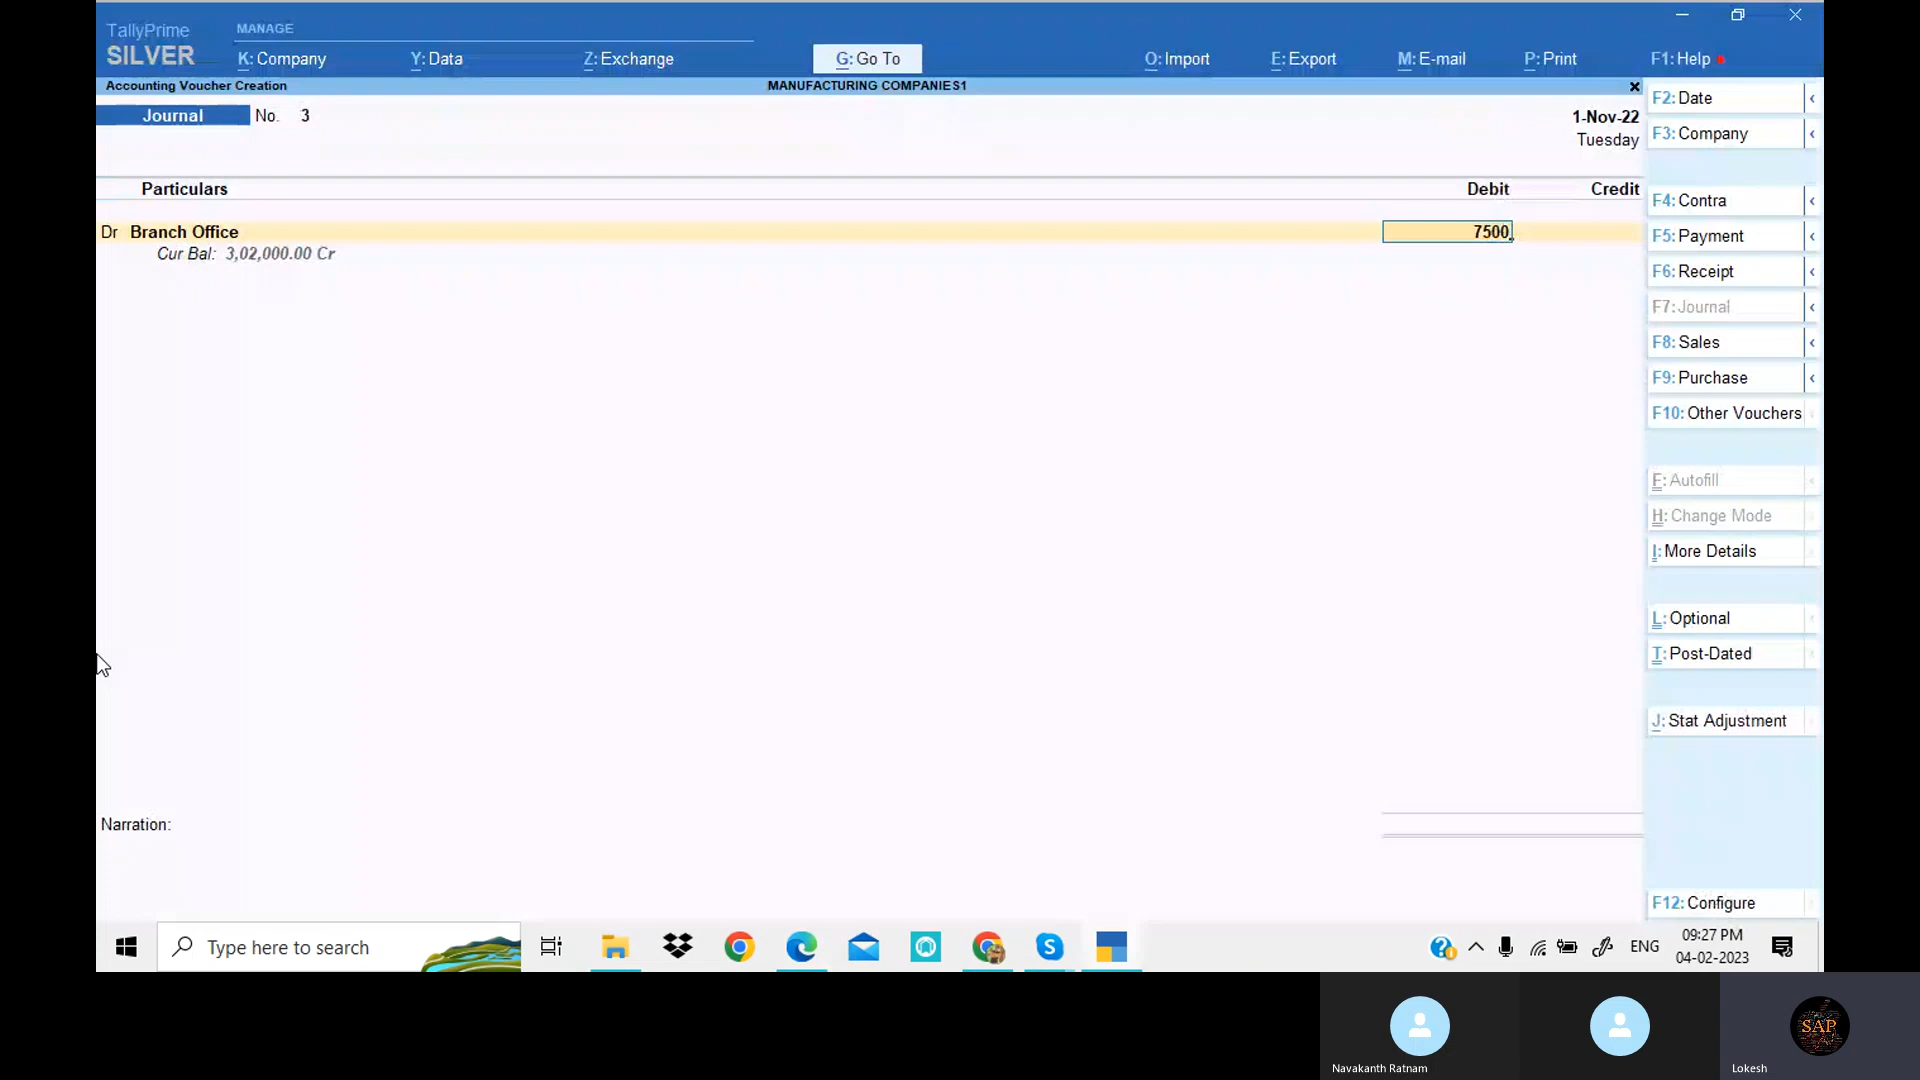 TallyPrime
SILVER
MANAGE
K: Company
Y: Data
Z: Exchange
G: Go To
O: Import
E: Export
M: E-mail
P: Print
F1: Help
Accounting Voucher Creation
MANUFACTURING COMPANIES1
Journal No. 3
1-Nov-22
Tuesday
Particulars Debit Credit
Dr Branch Office 7500
Cur Bal: 3,02,000.00 Cr
Narration:
F2: Date
F3: Company
F4: Contra
F5: Payment
F6: Receipt
F7: Journal
F8: Sales
F9: Purchase
F10: Other Vouchers
F: Autofill
H: Change Mode
I: More Details
L: Optional
T: Post-Dated
J: Stat Adjustment
F12: Configure
Type here to search
ENG
09:27 PM
04-02-2023
Navakanth Ratnam
SAP
Lokesh